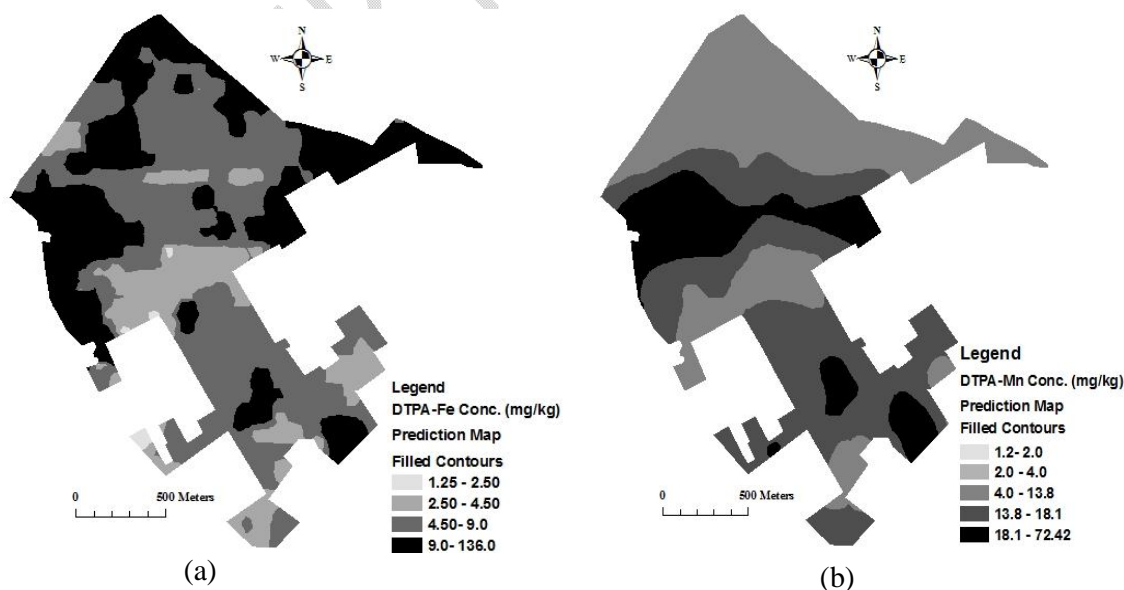 N
W E
S
Legend
DTPA-Fe Conc. (mg/kg)
Prediction Map
Filled Contours
1.25 - 2.50
2.50 - 4.50
4.50- 9.0
9.0- 136.0
0 500 Meters
(a)
N
W E
S
Legend
DTPA-Mn Conc. (mg/kg)
Prediction Map
Filled Contours
1.2- 2.0
2.0 - 4.0
4.0 - 13.8
13.8 - 18.1
18.1 - 72.42
0 500 Meters
(b)